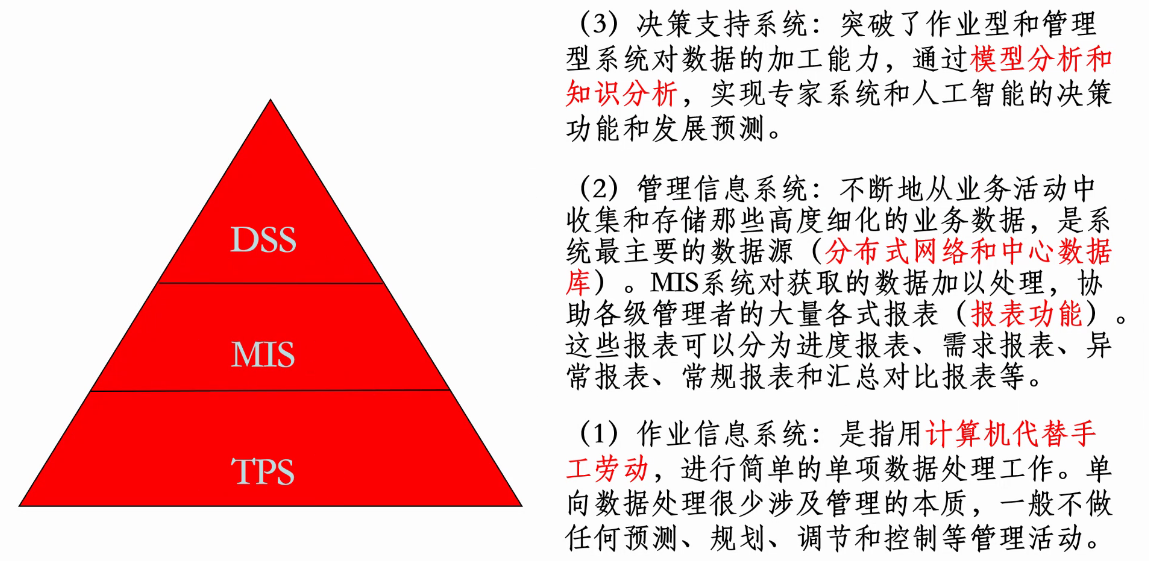 DSS
MIS
TPS
（3）决策支持系统：突破了作业型和管理
型系统对数据的加工能力，通过模型分析和
知识分析，实现专家系统和人工智能的决策
功能和发展预测。
（2）管理信息系统：不断地从业务活动中
收集和存储那些高度细化的业务数据，是系
统最主要的数据源（分布式网络和中心数据
库）。MIS系统对获取的数据加以处理，协
助各级管理者的大量各式报表（报表功能）。
这些报表可以分为进度报表、需求报表、异
常报表、常规报表和汇总对比报表等。
（1）作业信息系统：是指用计算机代替手
工劳动，进行简单的单项数据处理工作。单
向数据处理很少涉及管理的本质，一般不做
任何预测、规划、调节和控制等管理活动。